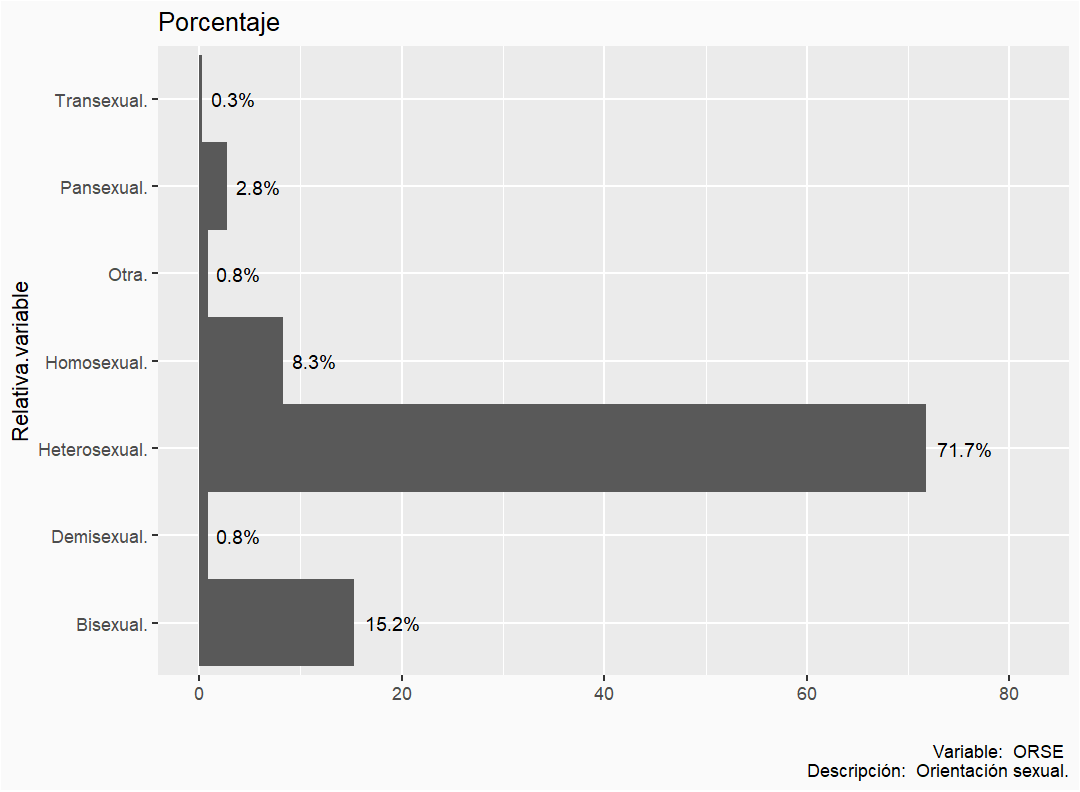 Porcentaje
Relativa.variable
Transexual.
0.3%
Pansexual.
2.8%
Otra.
0.8%
Homosexual.
8.3%
Heterosexual.
71.7%
Demisexual.
0.8%
Bisexual.
15.2%
0 20 40 60 80
Variable:  ORSE
Descripción:  Orientación sexual.